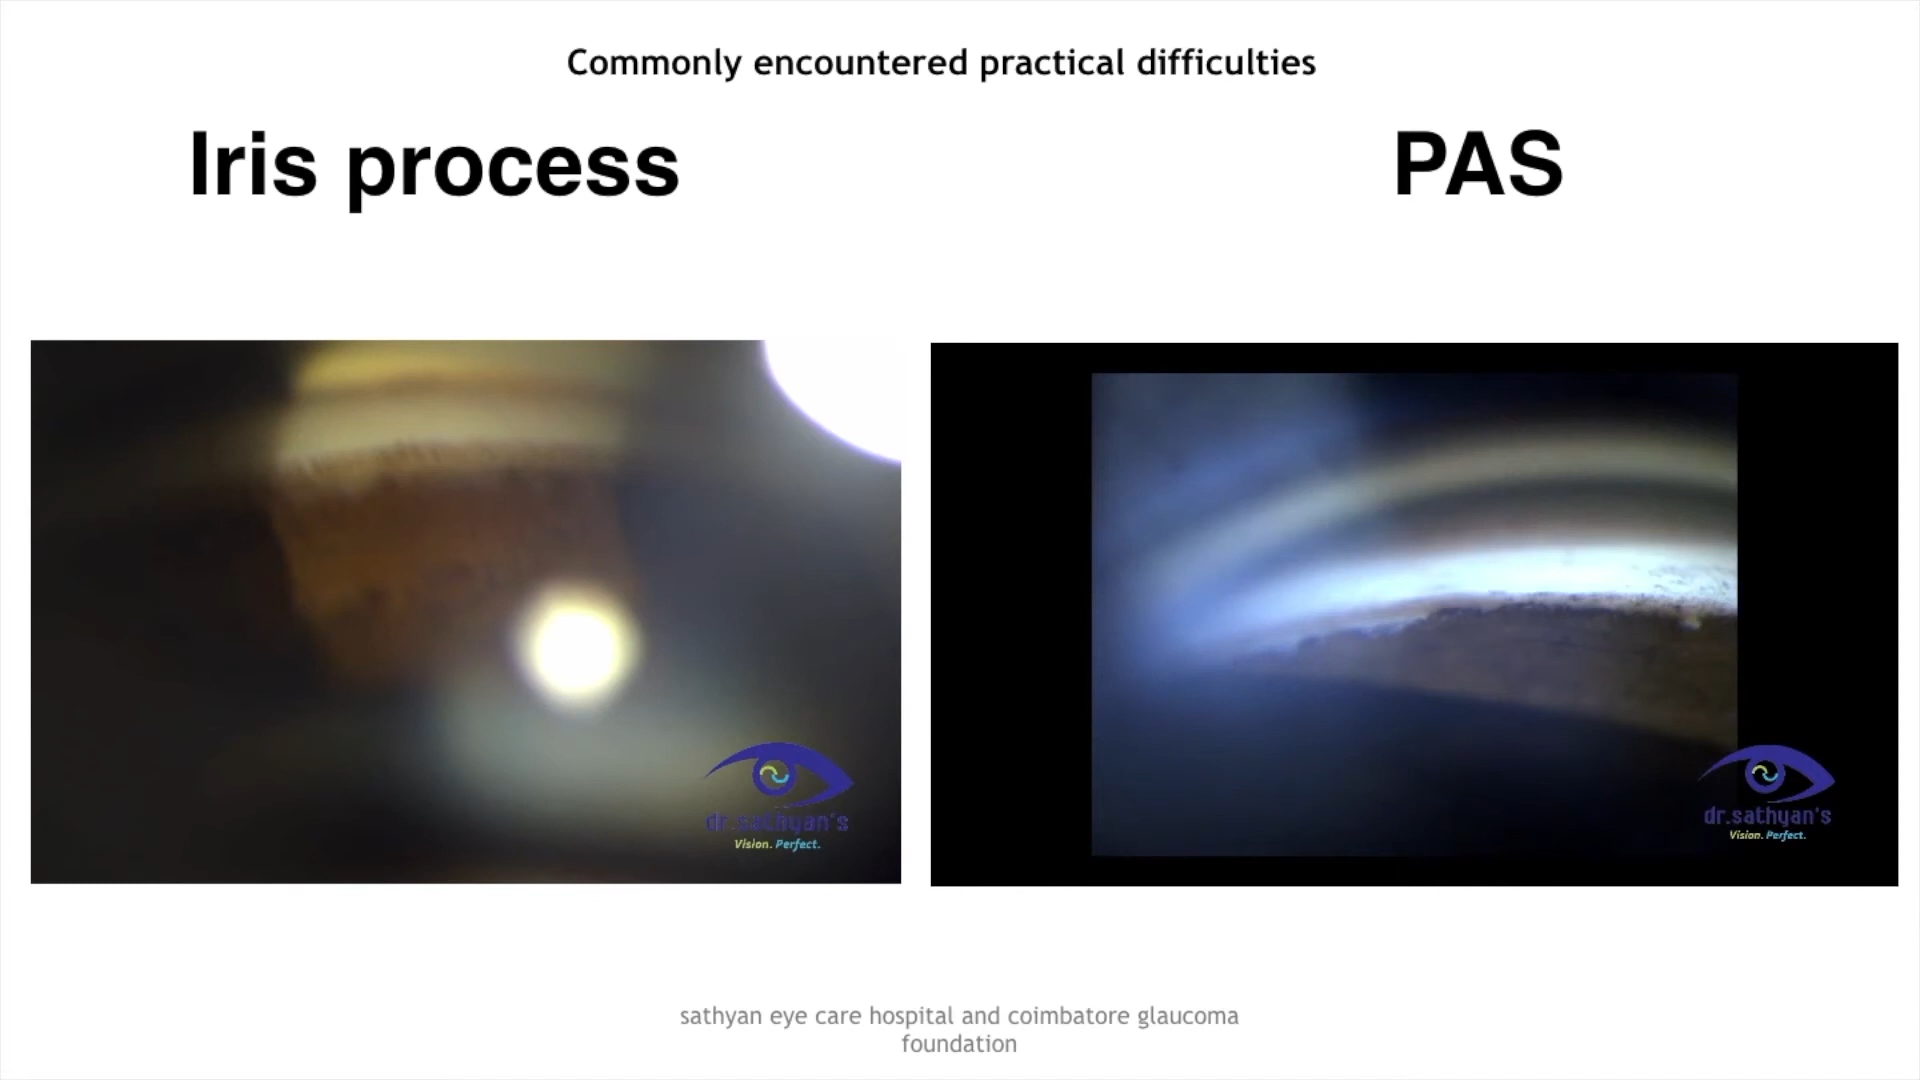 Commonly encountered practical difficulties
Iris process
PAS
dr.sathyan's
Vision. Perfect.
dr.sathyan's
Vision. Perfect.
sathyan eye care hospital and coimbatore glaucoma
foundation